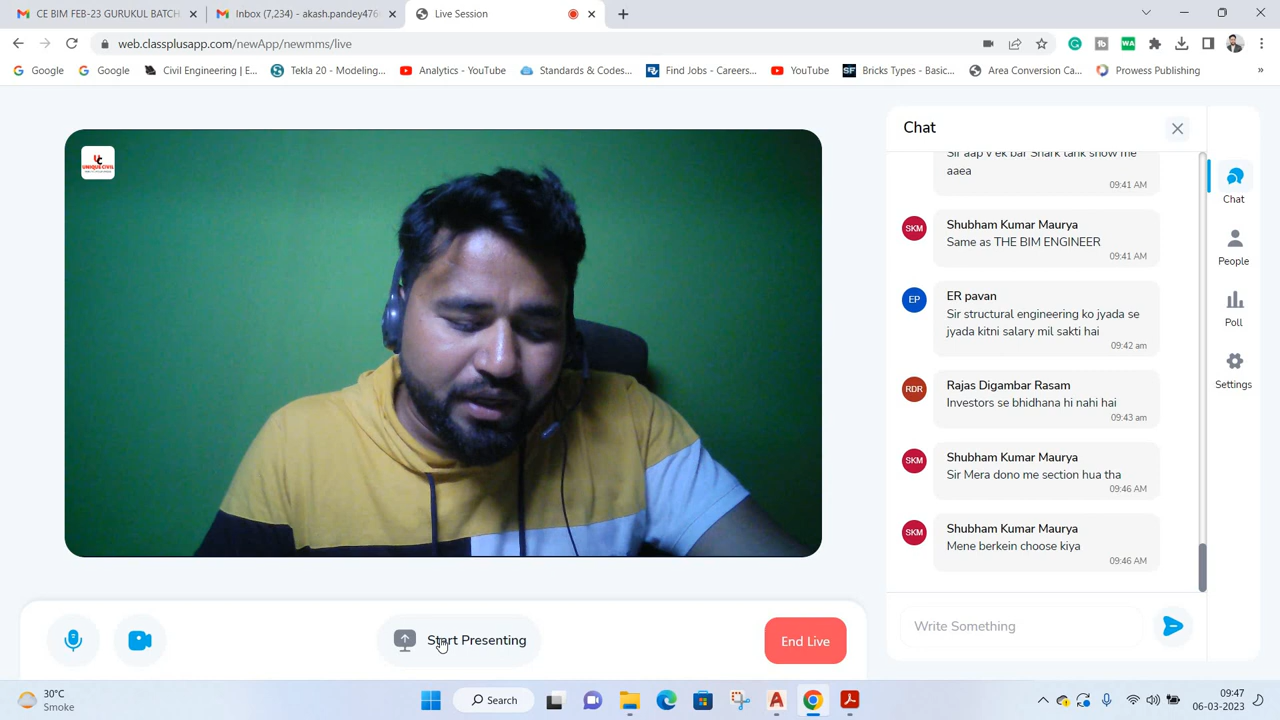 CE BIM FEB-23 GURUKUL BATCH
Inbox (7,234) - akash.pandey476
Live Session
web.classplusapp.com/newApp/newmms/live
Google
Google
Civil Engineering | E...
Tekla 20 - Modeling...
Analytics - YouTube
Standards & Codes...
Find Jobs - Careers...
YouTube
SF
Bricks Types - Basic...
Area Conversion Ca...
Prowess Publishing
»
UC
UNIQUE CIVIL
Chat
Sir aap v ek bar Shark tank show me
aaea
09:41 AM
SKM
Shubham Kumar Maurya
Same as THE BIM ENGINEER
09:41 AM
EP
ER pavan
Sir structural engineering ko jyada se
jyada kitni salary mil sakti hai
09:42 am
RDR
Rajas Digambar Rasam
Investors se bhidhana hi nahi hai
09:43 am
SKM
Shubham Kumar Maurya
Sir Mera dono me section hua tha
09:46 AM
SKM
Shubham Kumar Maurya
Mene berkein choose kiya
09:46 AM
Write Something
Chat
People
Poll
Settings
Start Presenting
End Live
30°C
Smoke
Search
09:47
06-03-2023